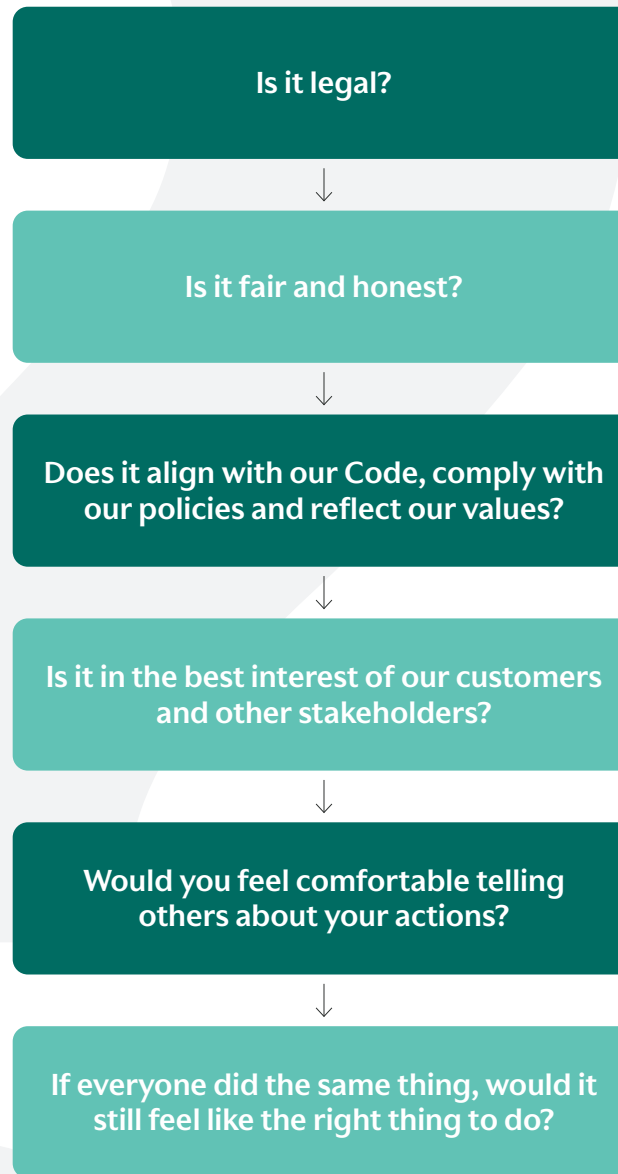 Is it legal?
Is it fair and honest?
Does it align with our Code, comply with
our policies and reflect our values?
Is it in the best interest of our customers
and other stakeholders?
Would you feel comfortable telling
others about your actions?
If everyone did the same thing, would it
still feel like the right thing to do?